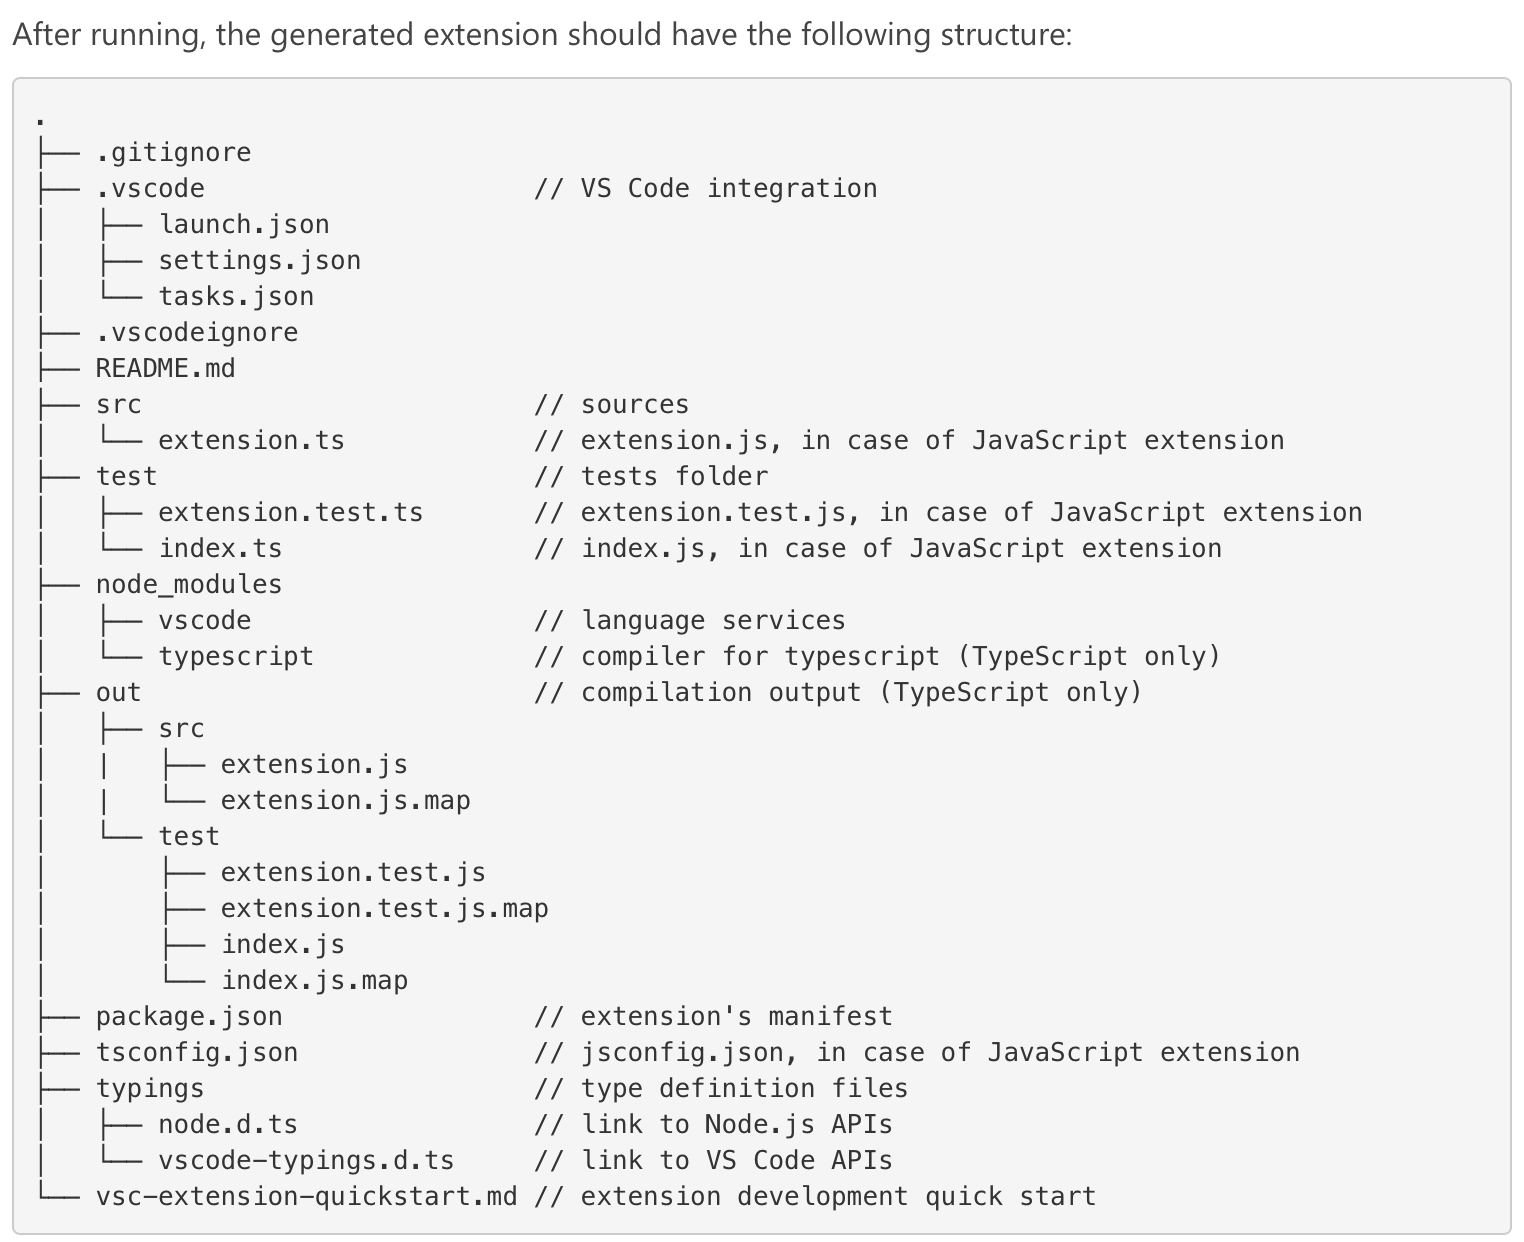 After running, the generated extension should have the following structure:
.
├── .gitignore
├── .vscode                     // VS Code integration
│   ├── launch.json
│   ├── settings.json
│   └── tasks.json
├── .vscodeignore
├── README.md
├── src                         // sources
│   └── extension.ts            // extension.js, in case of JavaScript extension
├── test                        // tests folder
│   ├── extension.test.ts       // extension.test.js, in case of JavaScript extension
│   └── index.ts                // index.js, in case of JavaScript extension
├── node_modules
│   ├── vscode                  // language services
│   └── typescript              // compiler for typescript (TypeScript only)
├── out                         // compilation output (TypeScript only)
│   ├── src
│   |   ├── extension.js
│   |   └── extension.js.map
│   └── test
│       ├── extension.test.js
│       ├── extension.test.js.map
│       ├── index.js
│       └── index.js.map
├── package.json                // extension's manifest
├── tsconfig.json               // jsconfig.json, in case of JavaScript extension
├── typings                     // type definition files
│   ├── node.d.ts               // link to Node.js APIs
│   └── vscode-typings.d.ts     // link to VS Code APIs
└── vsc-extension-quickstart.md // extension development quick start